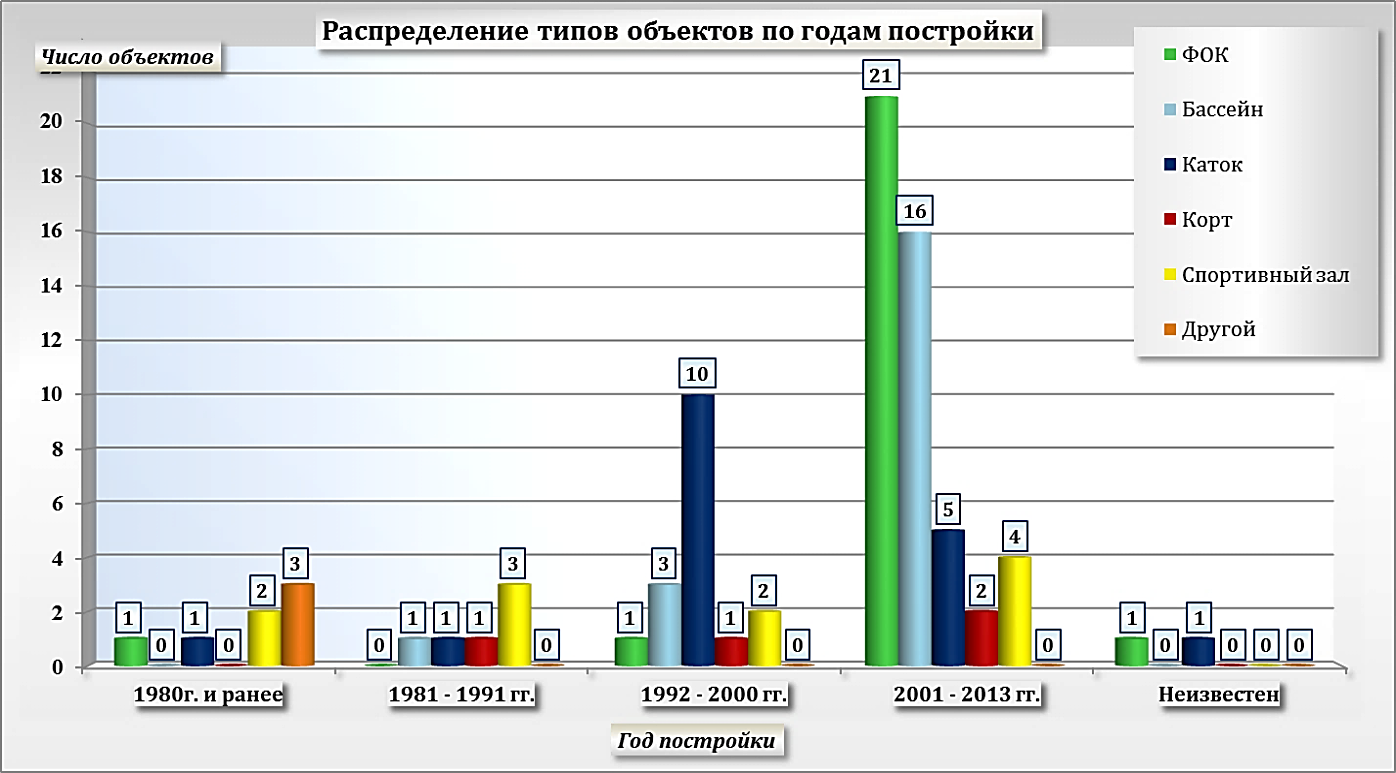 Распределение типов объектов по годам постройки
Число объектов
20
18
16
14
12
10
8
6
4
2
0
1 0 1 0 2 3
0 1 1 1 3 0
1 3 10 1 2 0
21 16 5 2 4 0
1 0 1 0 0 0
1980г. и ранее
1981 - 1991 гг.
1992 - 2000 гг.
2001 - 2013 гг.
Неизвестен
Год постройки
ФОК
Бассейн
Каток
Корт
Спортивный зал
Другой